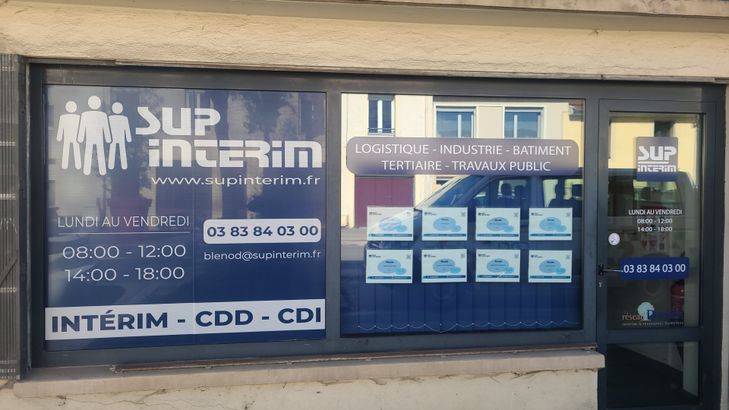 SUP
INTERIM
www.supinterim.fr
LUNDI AU VENDREDI
08:00 - 12:00
14:00 - 18:00
03 83 84 03 00
blenod@supinterim.fr
INTÉRIM - CDD - CDI
LOGISTIQUE - INDUSTRIE - BATIMENT
TERTIAIRE - TRAVAUX PUBLIC
SUP
INTERIM
LUNDI AU VENDREDI
08:00 - 12:00
14:00 - 18:00
03 83 84 03 00
réseau